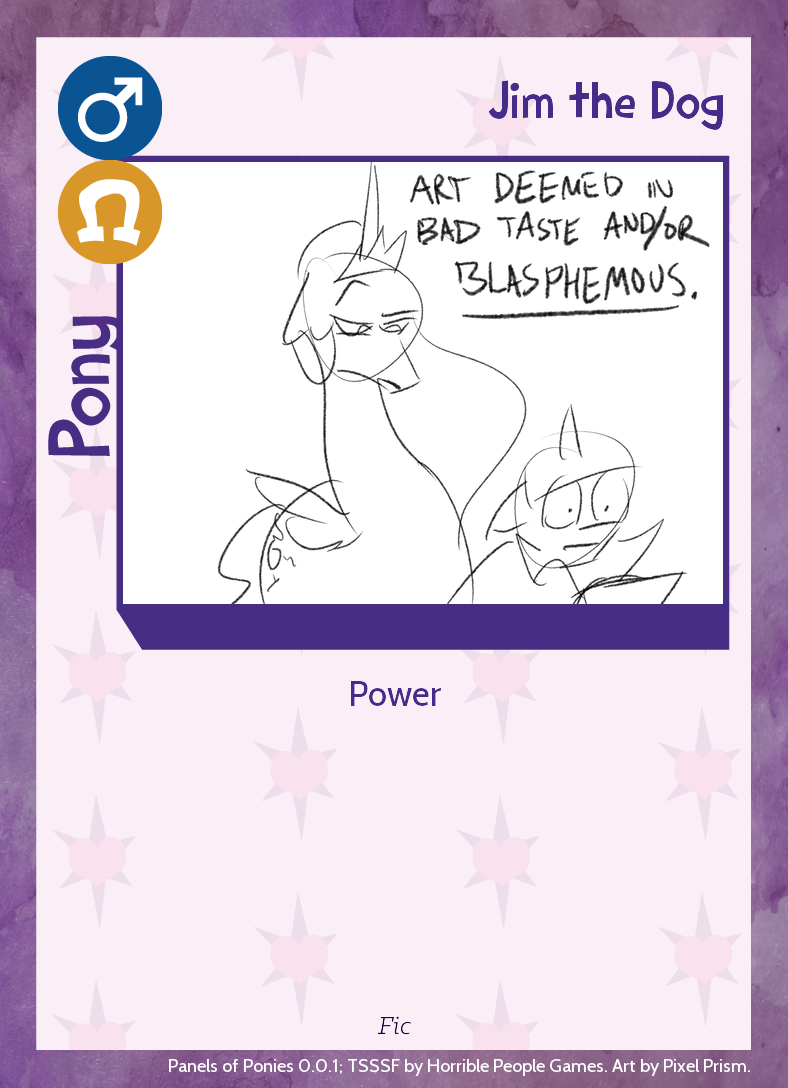 Jim the Dog
ART DEEMED IN
BAD TASTE AND/OR
BLASPHEMOUS.
Pony
Power
Fic
Panels of Ponies 0.0.1; TSSSF by Horrible People Games. Art by Pixel Prism.